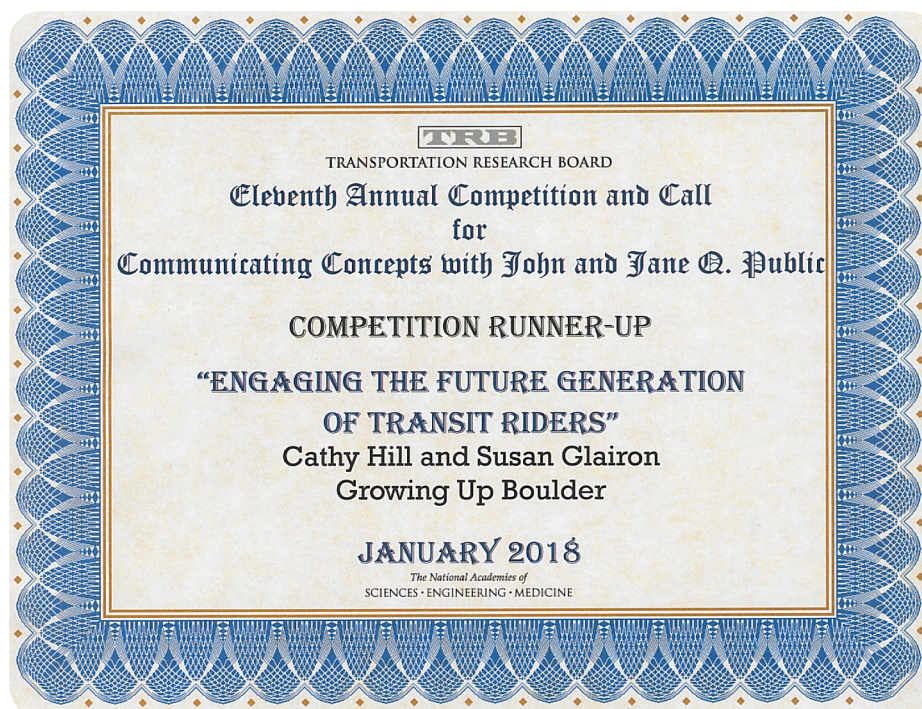 TRB
TRANSPORTATION RESEARCH BOARD
Eleventh Annual Competition and Call
for
Communicating Concepts with John and Jane Q. Public
COMPETITION RUNNER-UP
“ENGAGING THE FUTURE GENERATION
OF TRANSIT RIDERS”
Cathy Hill and Susan Glairon
Growing Up Boulder
JANUARY 2018
The National Academies of
SCIENCES · ENGINEERING · MEDICINE